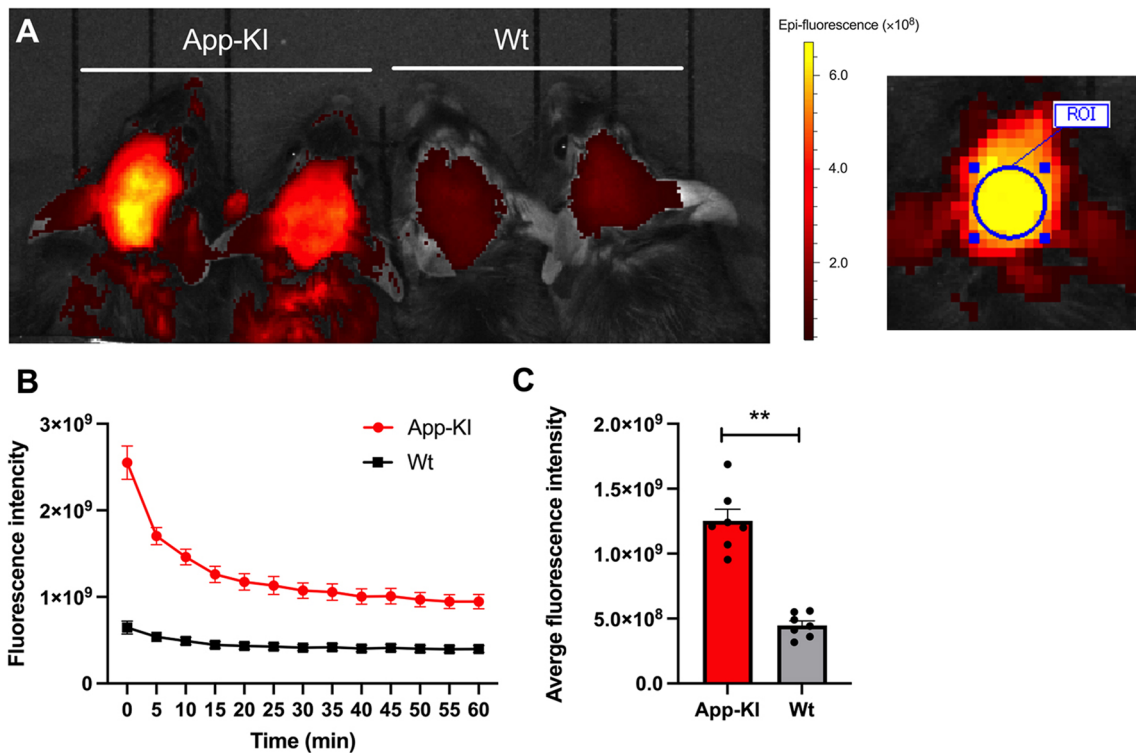 A
App-KI
Wt
Epi-fluorescence (×10⁸)
6.0
4.0
2.0
ROI
B
3×10⁹
2×10⁹
1×10⁹
0
Fluorescence intencity
App-KI
Wt
0 5 10 15 20 25 30 35 40 45 50 55 60
Time (min)
C
Averge fluorescence intensity
2.0×10⁹
1.5×10⁹
1.0×10⁹
5.0×10⁸
0.0
**
App-KI Wt